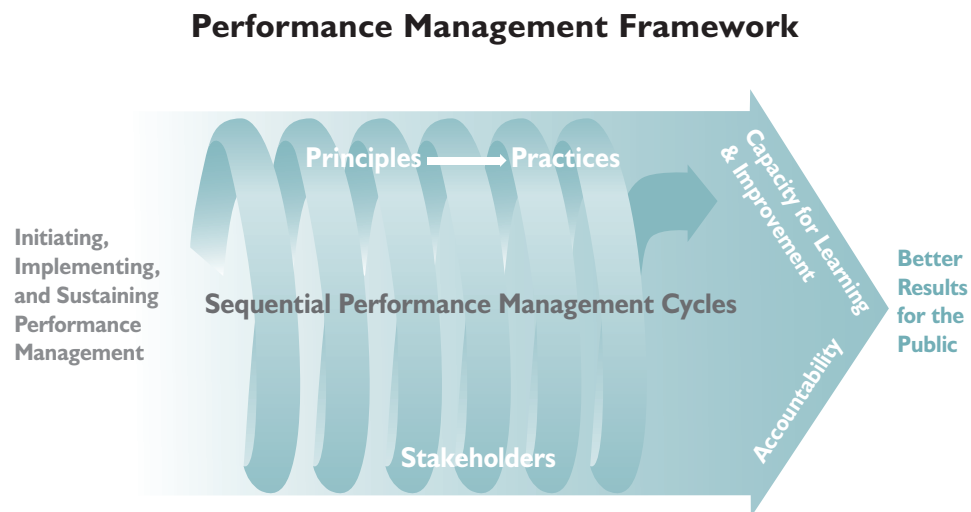 Performance Management Framework
Principles
Practices
Capacity for Learning
& Improvement
Initiating,
Implementing,
and Sustaining
Performance
Management
Sequential Performance Management Cycles
Better
Results
for the
Public
Accountability
Stakeholders